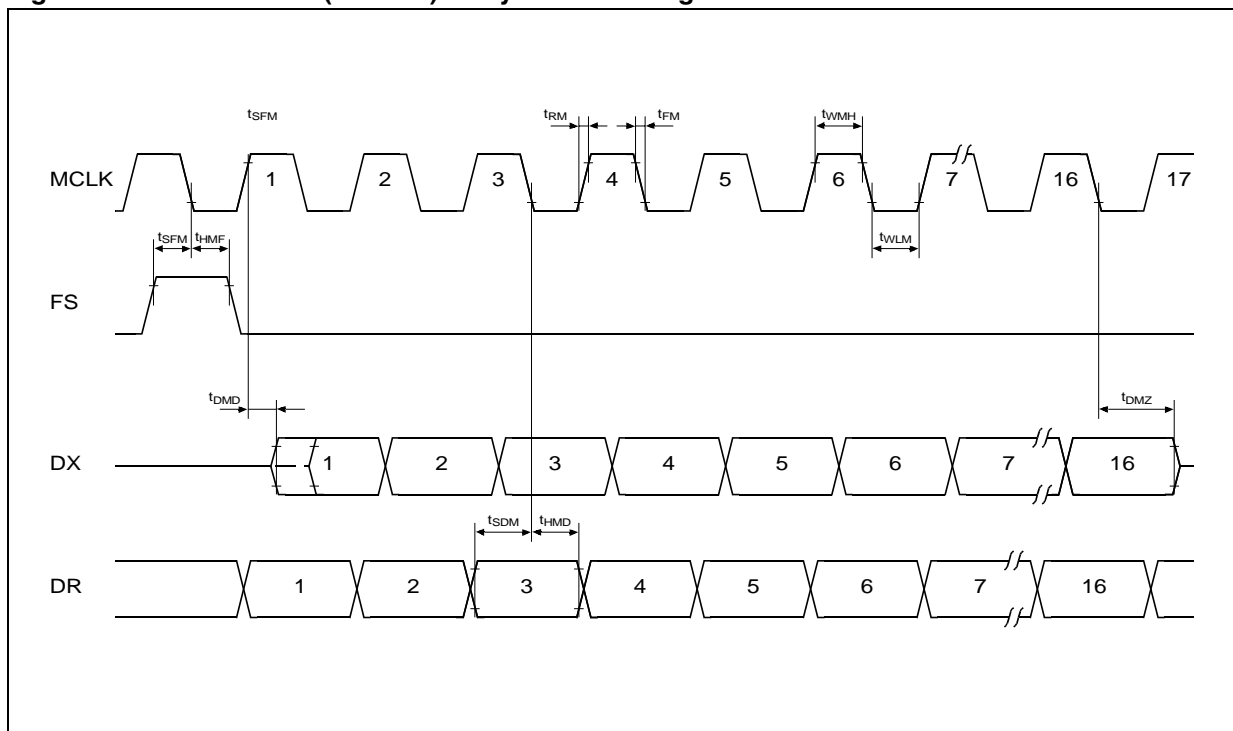 tSFM
tRM
tFM
tWMH
MCLK
1 2 3 4 5 6 7 16 17
tSFM tHMF
tWLM
FS
tDMD
tDMZ
DX
1 2 3 4 5 6 7 16
tSDM tHMD
DR
1 2 3 4 5 6 7 16